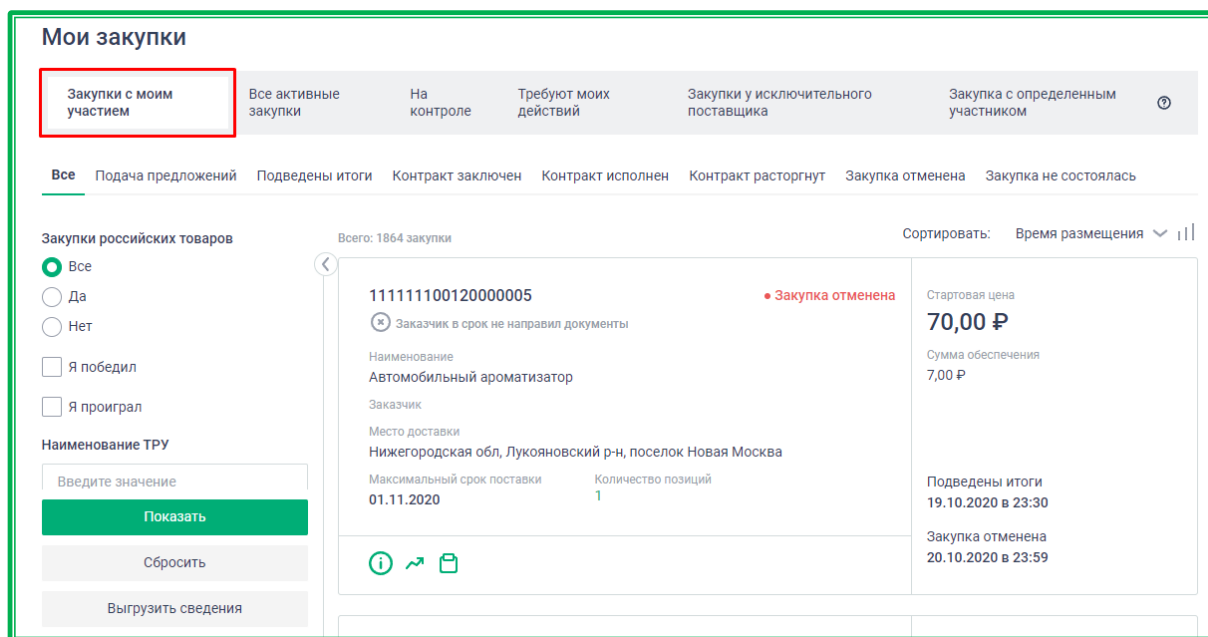 Мои закупки
Закупки с моим участием
Все активные закупки
На контроле
Требуют моих действий
Закупки у исключительного поставщика
Закупка с определенным участником
Все Подача предложений Подведены итоги Контракт заключен Контракт исполнен Контракт расторгнут Закупка отменена Закупка не состоялась
Закупки российских товаров
Все
Да
Нет
Я победил
Я проиграл
Наименование ТРУ
Введите значение
Показать
Сбросить
Выгрузить сведения
Всего: 1864 закупки
Сортировать: Время размещения
111111100120000005
Закупка отменена
Заказчик в срок не направил документы
Наименование
Автомобильный ароматизатор
Заказчик
Место доставки
Нижегородская обл, Лукояновский р-н, поселок Новая Москва
Максимальный срок поставки Количество позиций
01.11.2020 1
Стартовая цена
70,00 ₽
Сумма обеспечения
7,00 ₽
Подведены итоги
19.10.2020 в 23:30
Закупка отменена
20.10.2020 в 23:59